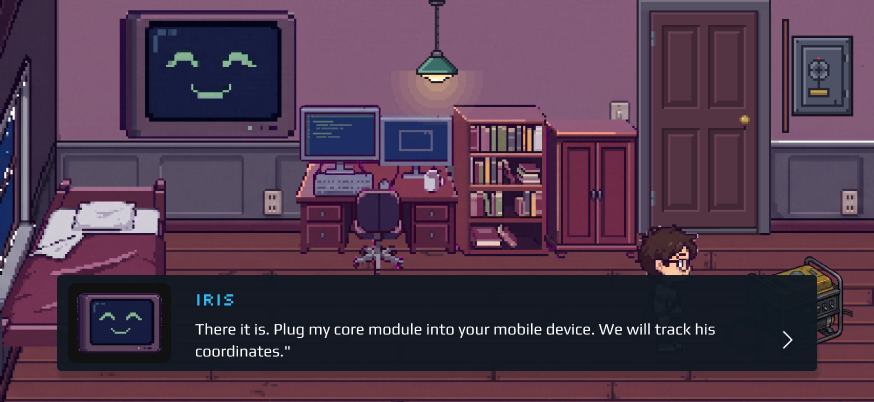 IRIS
There it is. Plug my core module into your mobile device. We will track his
coordinates."